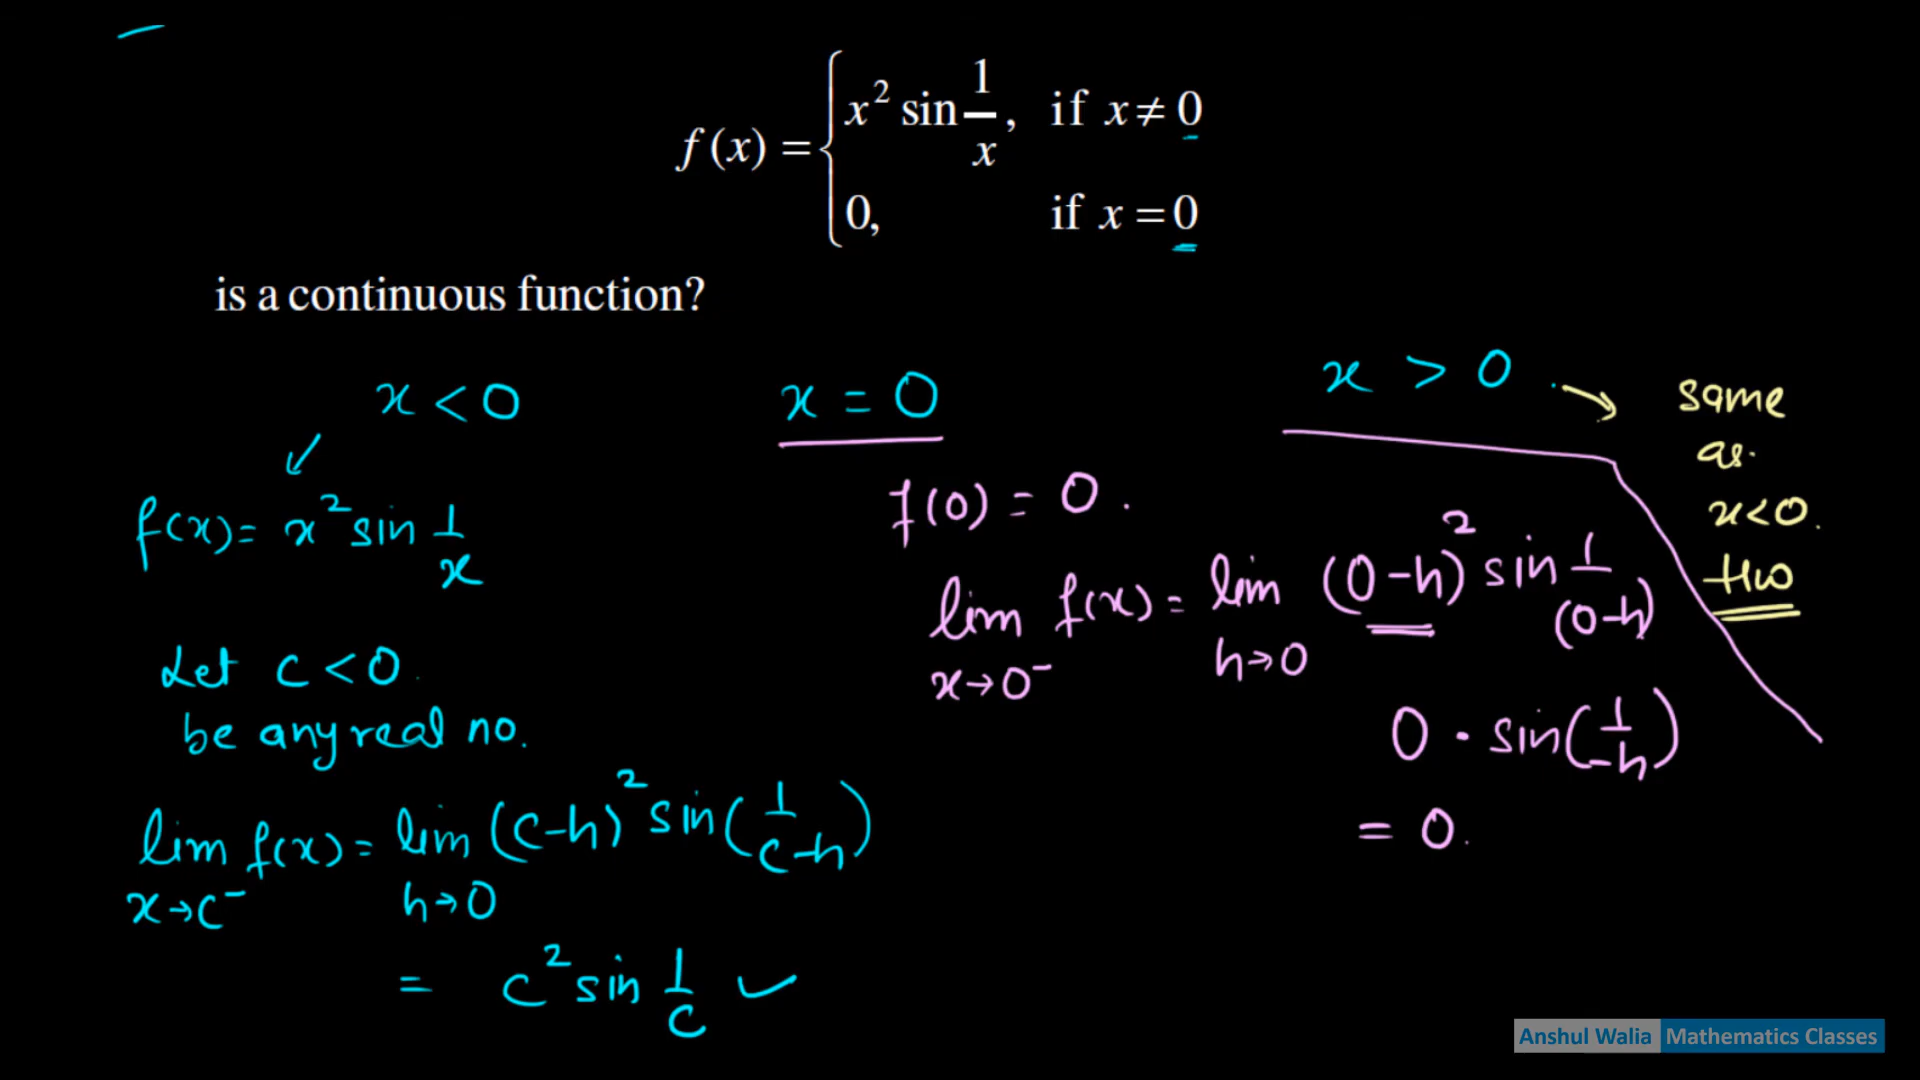 f(x) = { x² sin 1/x, if x ≠ 0
0, if x = 0
is a continuous function?
x < 0
f(x) = x² sin 1/x
Let c < 0.
be any real no.
lim x→c⁻ f(x) = lim h→0 (c-h)² sin(1/c-h)
= c² sin 1/c ✓
x = 0
f(0) = 0.
lim x→0⁻ f(x) = lim h→0 (0-h)² sin 1/(0-h)
0 · sin(1/-h)
= 0.
x > 0 →
same
as
x<0.
HW
Anshul Walia Mathematics Classes